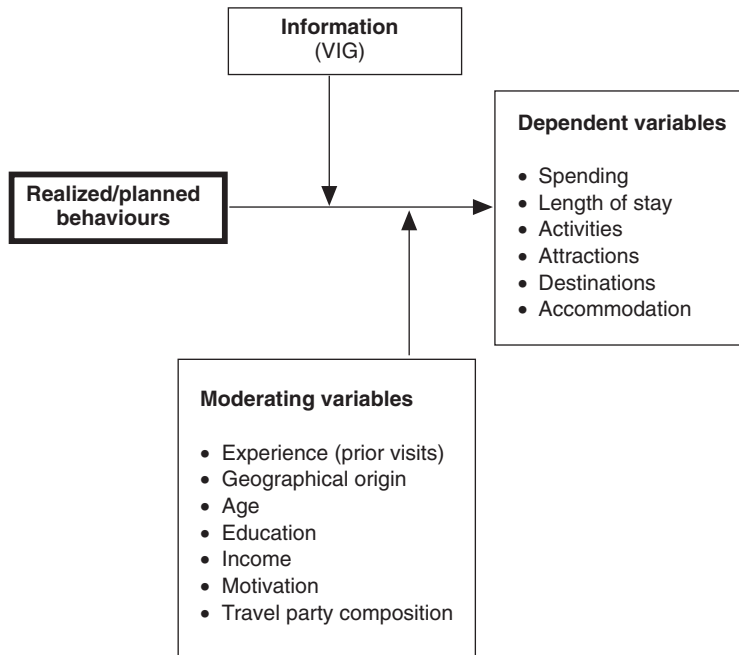 Information
(VIG)
Dependent variables
• Spending
• Length of stay
• Activities
• Attractions
• Destinations
• Accommodation
Realized/planned
behaviours
Moderating variables
• Experience (prior visits)
• Geographical origin
• Age
• Education
• Income
• Motivation
• Travel party composition